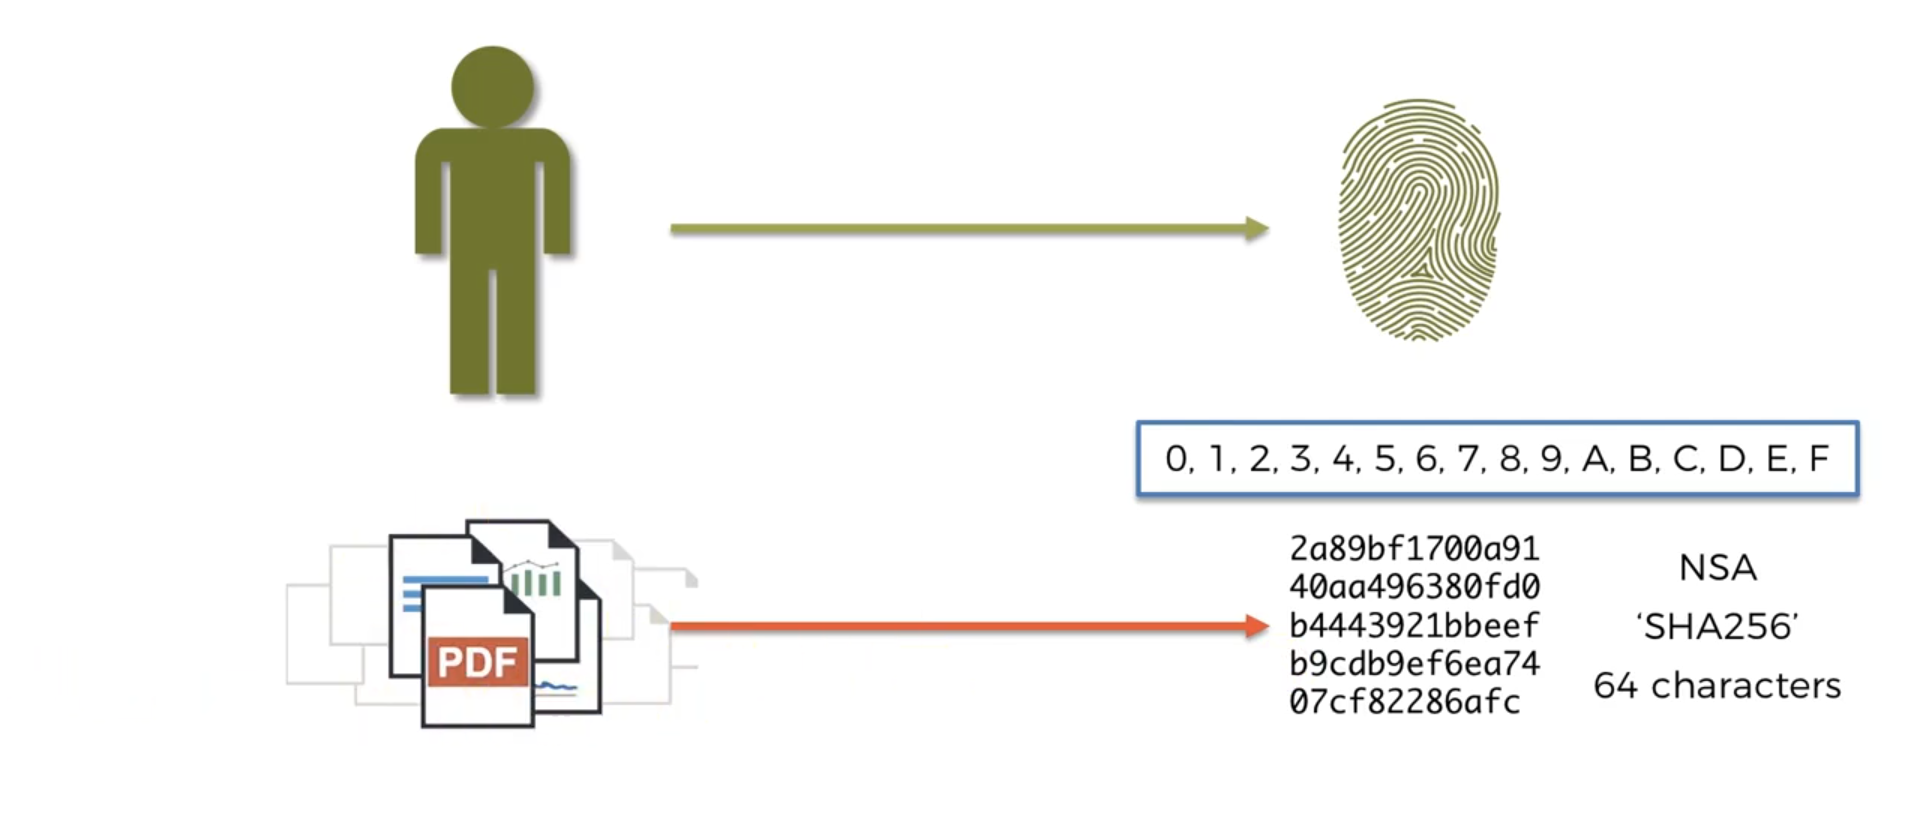 0, 1, 2, 3, 4, 5, 6, 7, 8, 9, A, B, C, D, E, F
2a89bf1700a91
40aa496380fd0
b4443921bbeef
b9cdb9ef6ea74
07cf82286afc
NSA
‘SHA256’
64 characters
PDF